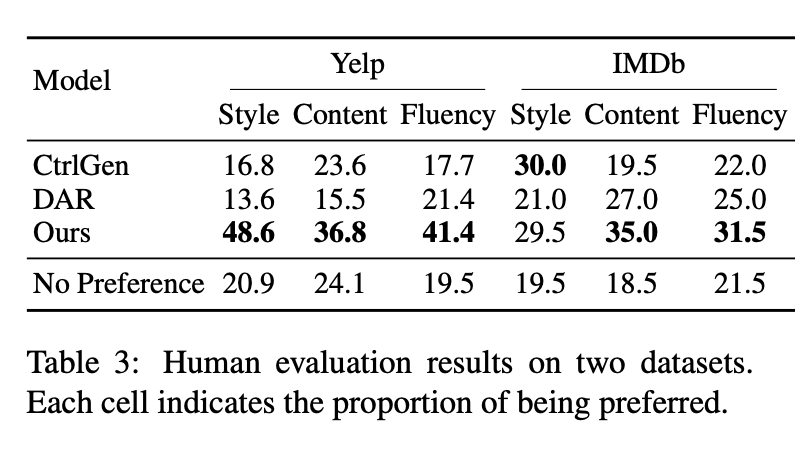 Model Yelp IMDb
Style Content Fluency Style Content Fluency
CtrlGen 16.8 23.6 17.7 30.0 19.5 22.0
DAR 13.6 15.5 21.4 21.0 27.0 25.0
Ours 48.6 36.8 41.4 29.5 35.0 31.5
No Preference 20.9 24.1 19.5 19.5 18.5 21.5
Table 3: Human evaluation results on two datasets.
Each cell indicates the proportion of being preferred.